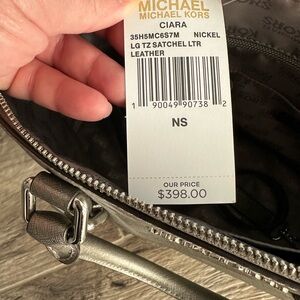 MICHAEL
MICHAEL KORS
CIARA
35H5MC6S7M NICKEL
LG TZ SATCHEL LTR
LEATHER
1 90049 90738 2
NS
OUR PRICE
$398.00